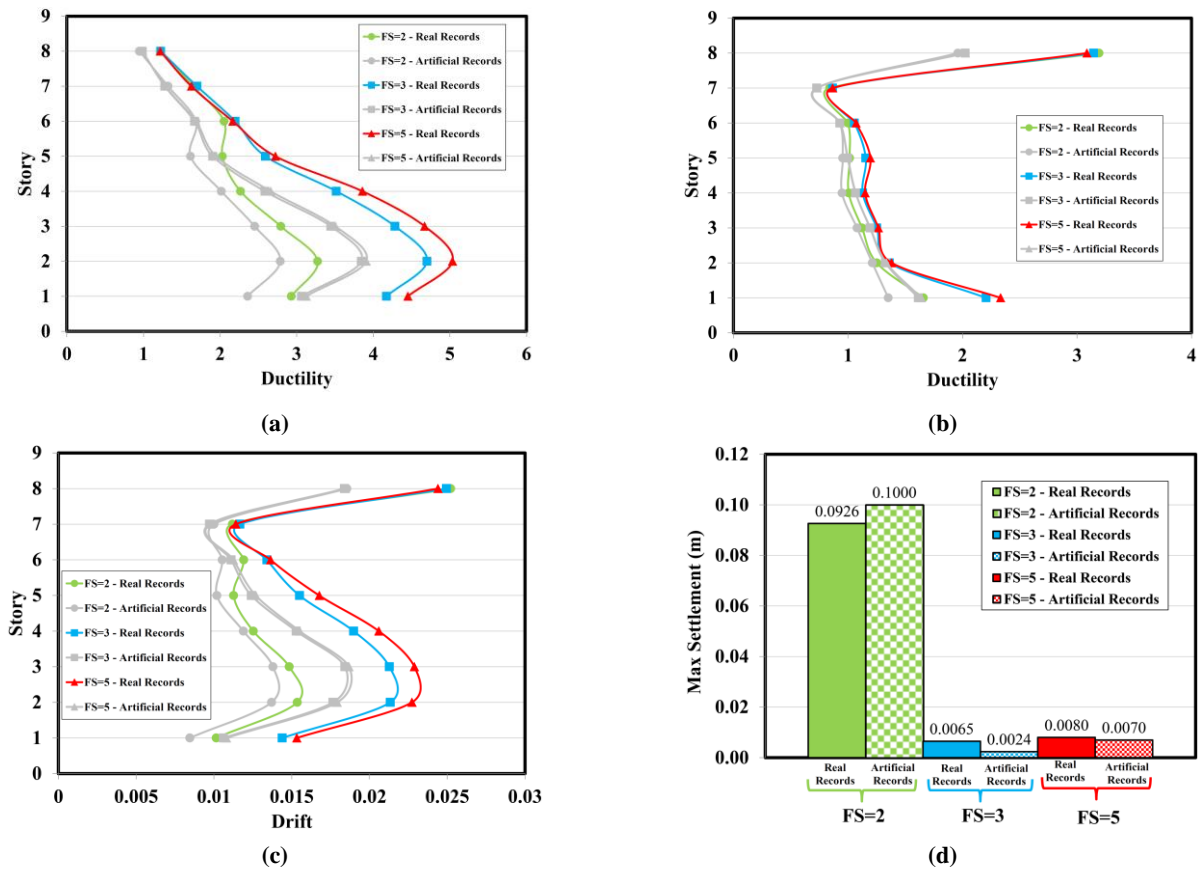 9
8
7
6
5
4
3
2
1
0
Story
0 1 2 3 4 5 6
Ductility
FS=2 - Real Records
FS=2 - Artificial Records
FS=3 - Real Records
FS=3 - Artificial Records
FS=5 - Real Records
FS=5 - Artificial Records
(a)
9
8
7
6
5
4
3
2
1
0
Story
0 1 2 3 4
Ductility
FS=2 - Real Records
FS=2 - Artificial Records
FS=3 - Real Records
FS=3 - Artificial Records
FS=5 - Real Records
FS=5 - Artificial Records
(b)
9
8
7
6
5
4
3
2
1
0
Story
0 0.005 0.01 0.015 0.02 0.025 0.03
Drift
FS=2 - Real Records
FS=2 - Artificial Records
FS=3 - Real Records
FS=3 - Artificial Records
FS=5 - Real Records
FS=5 - Artificial Records
(c)
0.12
0.10
0.08
0.06
0.04
0.02
0.00
Max Settlement (m)
0.0926
0.1000
0.0065
0.0024
0.0080
0.0070
FS=2 - Real Records
FS=2 - Artificial Records
FS=3 - Real Records
FS=3 - Artificial Records
FS=5 - Real Records
FS=5 - Artificial Records
Real Records
Artificial Records
Real Records
Artificial Records
Real Records
Artificial Records
FS=2
FS=3
FS=5
(d)